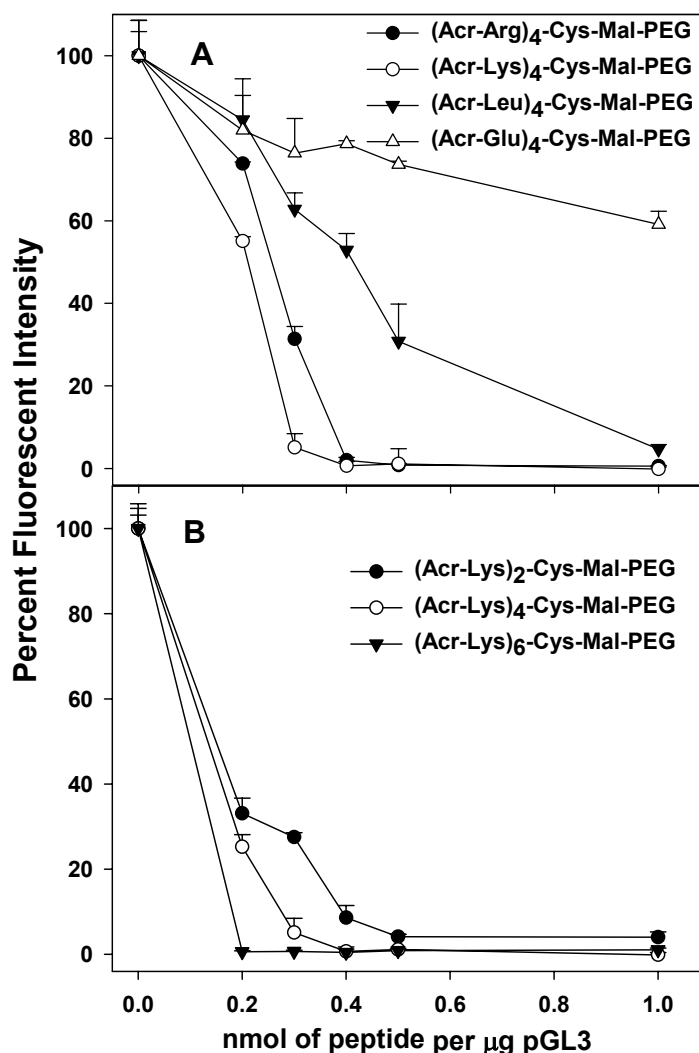 A
(Acr-Arg)4-Cys-Mal-PEG
(Acr-Lys)4-Cys-Mal-PEG
(Acr-Leu)4-Cys-Mal-PEG
(Acr-Glu)4-Cys-Mal-PEG
100
80
60
40
20
0
Percent Fluorescent Intensity
B
(Acr-Lys)2-Cys-Mal-PEG
(Acr-Lys)4-Cys-Mal-PEG
(Acr-Lys)6-Cys-Mal-PEG
100
80
60
40
20
0
0.0 0.2 0.4 0.6 0.8 1.0
nmol of peptide per μg pGL3